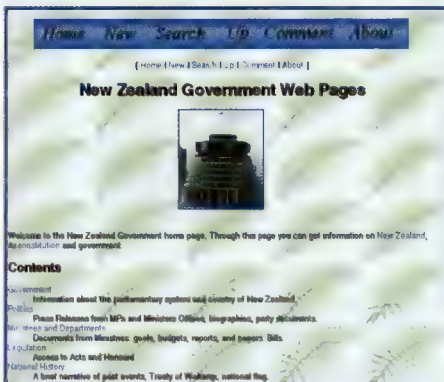 Home New Search Up Comment About
[ Home | New | Search | Up | Comment | About ]
New Zealand Government Web Pages
Welcome to the New Zealand Government home page. Through this page you can get information on New Zealand,
its constitution and government.
Contents
Government
Information about the parliamentary system and country of New Zealand.
Politics
Press Releases from MPs and Ministers Offices, biographies, party documents.
Ministries and Departments
Documents from Ministries: goals, budgets, reports, and papers. Bills.
Legislation
Access to Acts and Hansard
National History
A brief narrative of past events, Treaty of Waitangi, national flag.